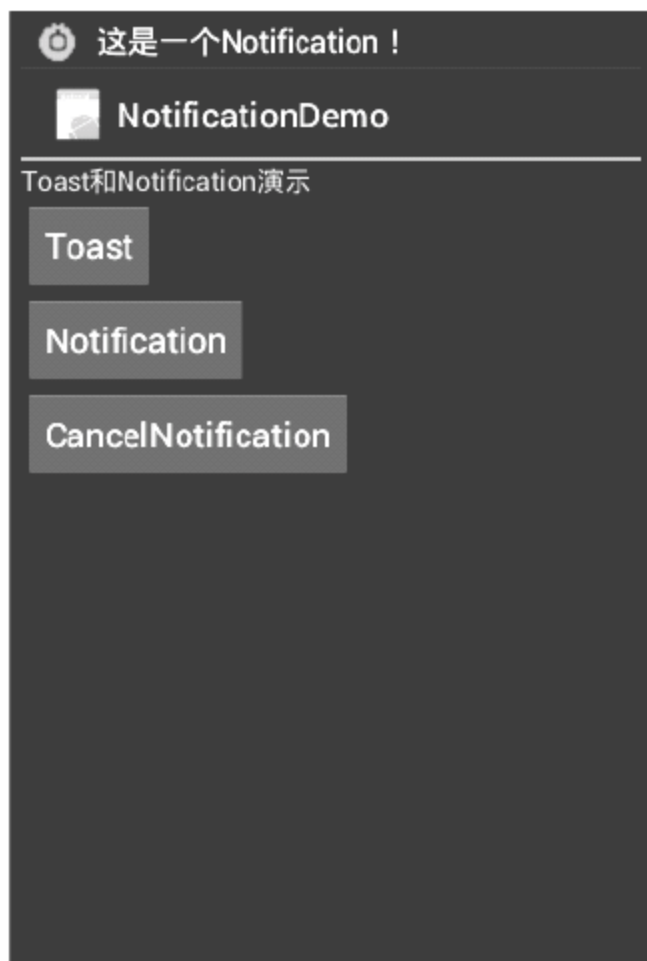 这是一个Notification！
NotificationDemo
Toast和Notification演示
Toast
Notification
CancelNotification